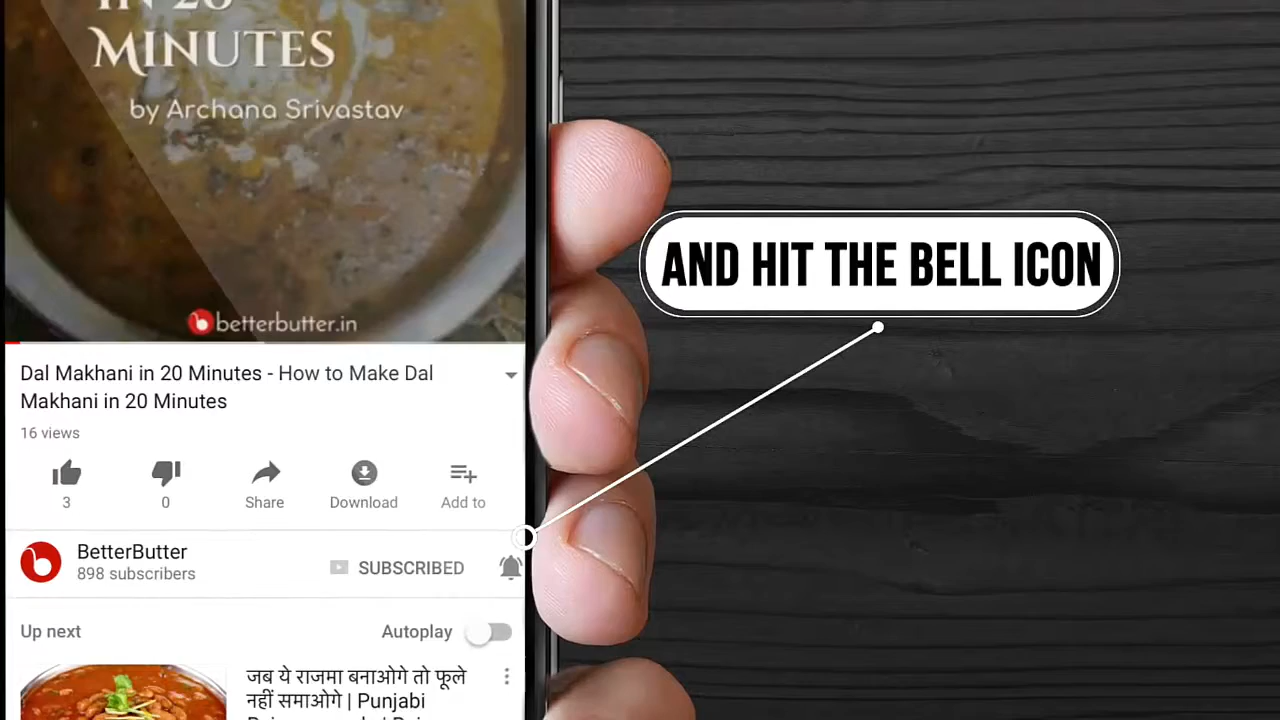 IN 20
MINUTES
by Archana Srivastav
AND HIT THE BELL ICON
betterbutter.in
Dal Makhani in 20 Minutes - How to Make Dal
Makhani in 20 Minutes
16 views
3
0
Share
Download
Add to
BetterButter
898 subscribers
SUBSCRIBED
Up next
Autoplay
जब ये राजमा बनाओगे तो फूले
नहीं समाओगे | Punjabi